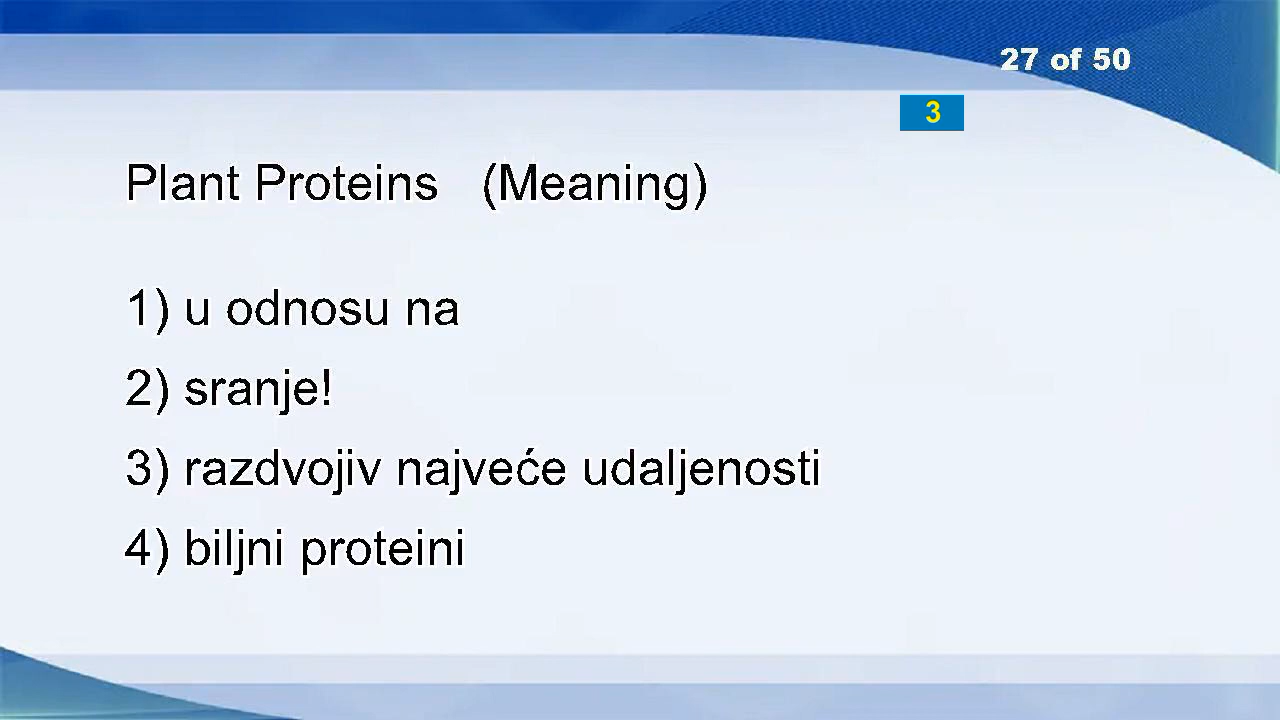 27 of 50
3
Plant Proteins (Meaning)
1) u odnosu na
2) sranje!
3) razdvojiv najveće udaljenosti
4) biljni proteini